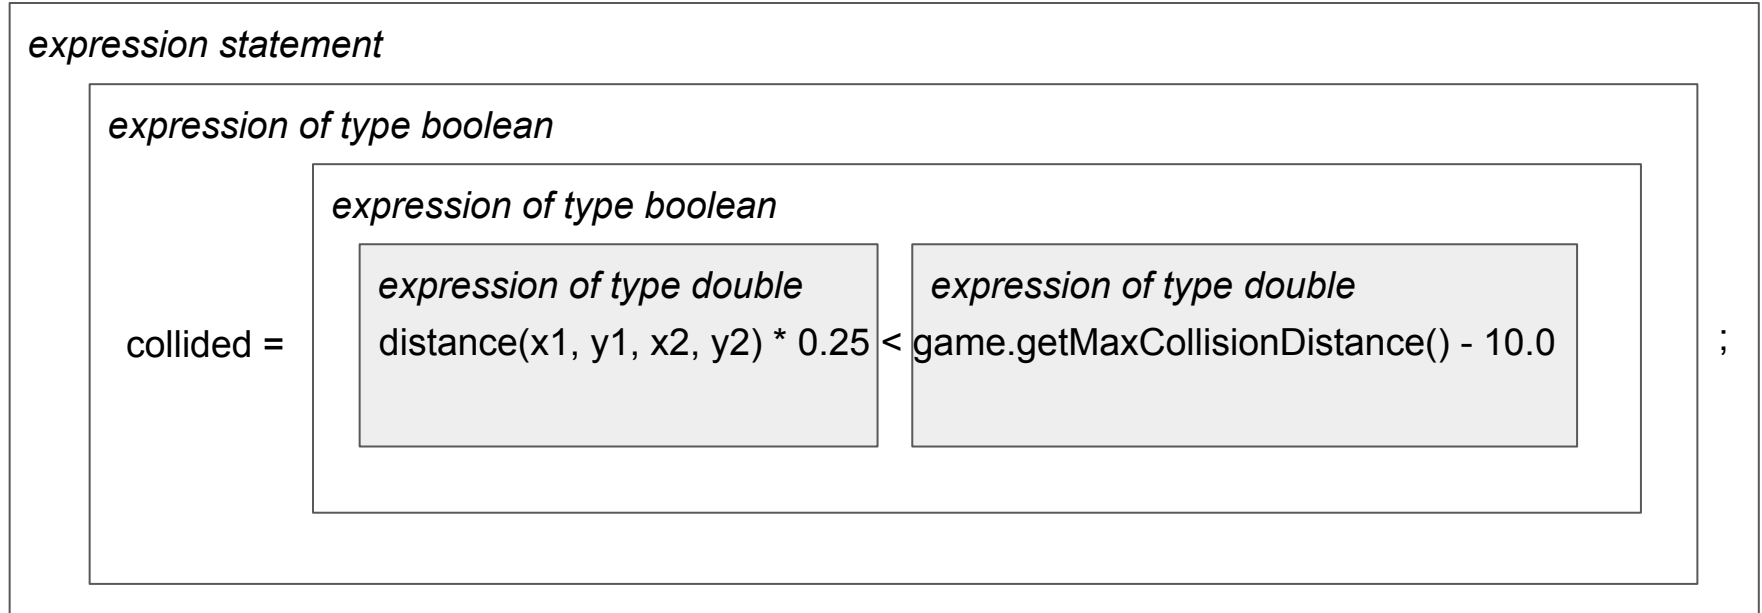 expression statement
expression of type boolean
expression of type boolean
expression of type double expression of type double
collided = distance(x1, y1, x2, y2) * 0.25 < game.getMaxCollisionDistance() - 10.0 ;